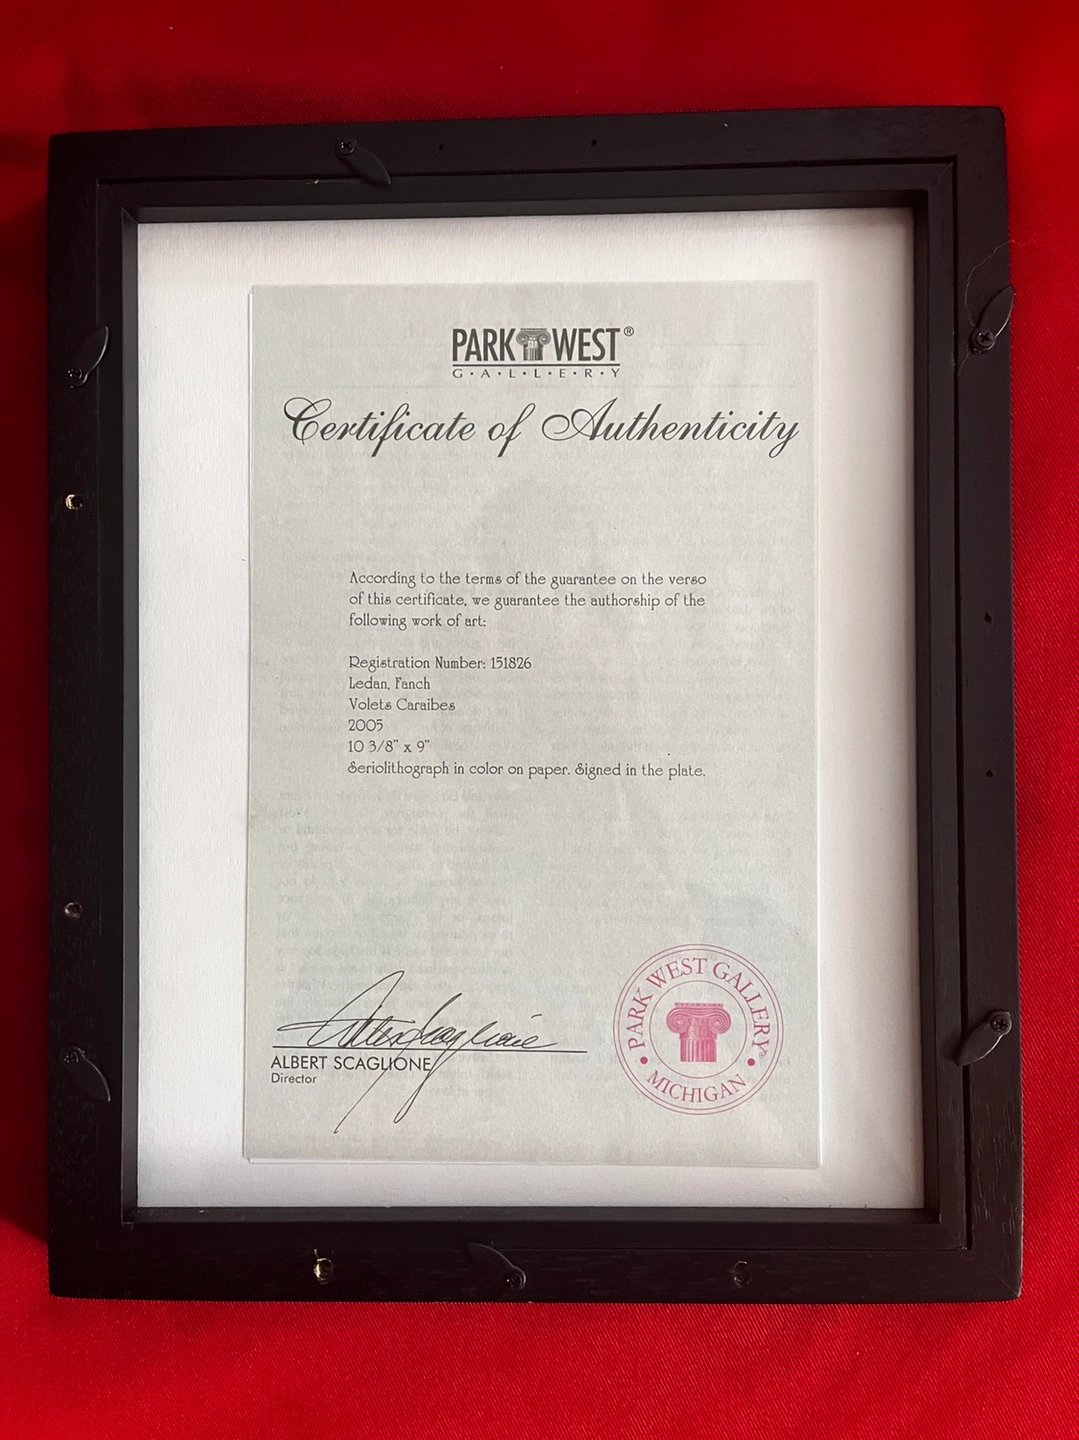 PARK WEST®
G·A·L·L·E·R·Y
Certificate of Authenticity
According to the terms of the guarantee on the verso
of this certificate, we guarantee the authorship of the
following work of art:
Registration Number: 151826
Ledan, Fanch
Volets Caraibes
2005
10 3/8" x 9"
Seriolithograph in color on paper. Signed in the plate.
Albert Scaglione
ALBERT SCAGLIONE
Director
PARK WEST GALLERY®
• MICHIGAN •